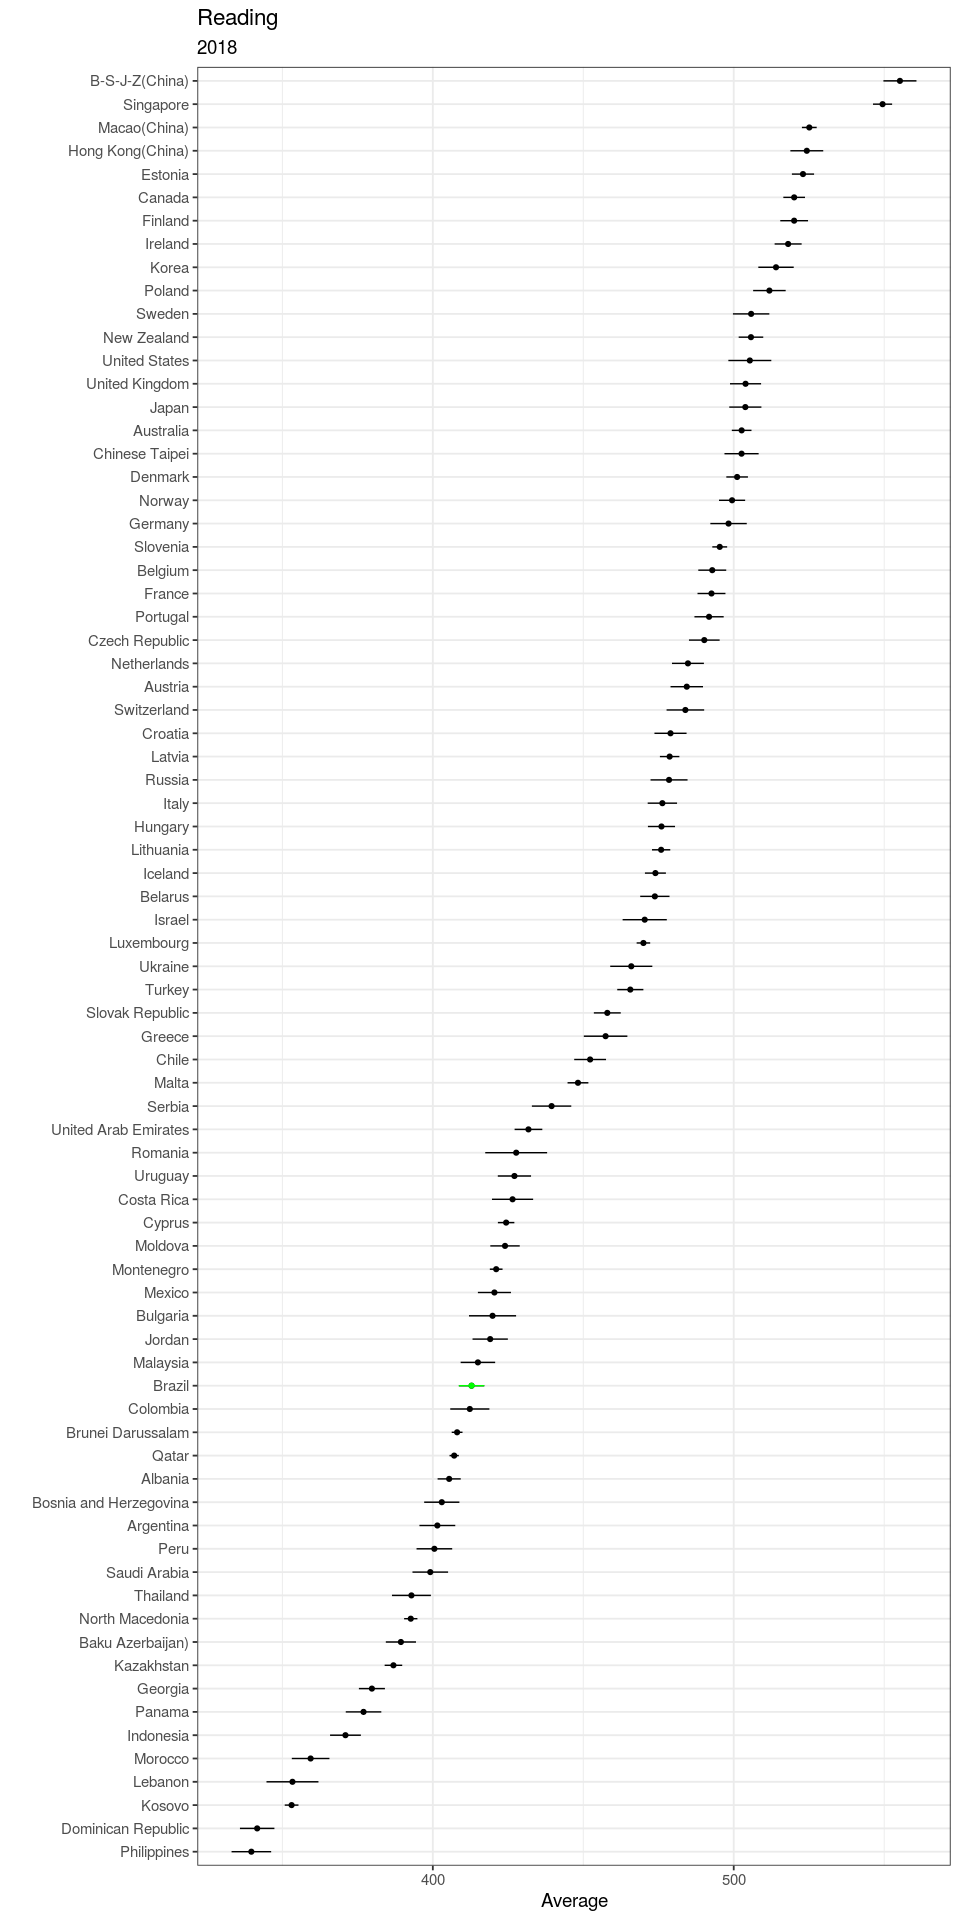 Reading
2018
B-S-J-Z(China)
Singapore
Macao(China)
Hong Kong(China)
Estonia
Canada
Finland
Ireland
Korea
Poland
Sweden
New Zealand
United States
United Kingdom
Japan
Australia
Chinese Taipei
Denmark
Norway
Germany
Slovenia
Belgium
France
Portugal
Czech Republic
Netherlands
Austria
Switzerland
Croatia
Latvia
Russia
Italy
Hungary
Lithuania
Iceland
Belarus
Israel
Luxembourg
Ukraine
Turkey
Slovak Republic
Greece
Chile
Malta
Serbia
United Arab Emirates
Romania
Uruguay
Costa Rica
Cyprus
Moldova
Montenegro
Mexico
Bulgaria
Jordan
Malaysia
Brazil
Colombia
Brunei Darussalam
Qatar
Albania
Bosnia and Herzegovina
Argentina
Peru
Saudi Arabia
Thailand
North Macedonia
Baku Azerbaijan)
Kazakhstan
Georgia
Panama
Indonesia
Morocco
Lebanon
Kosovo
Dominican Republic
Philippines
400 500
Average